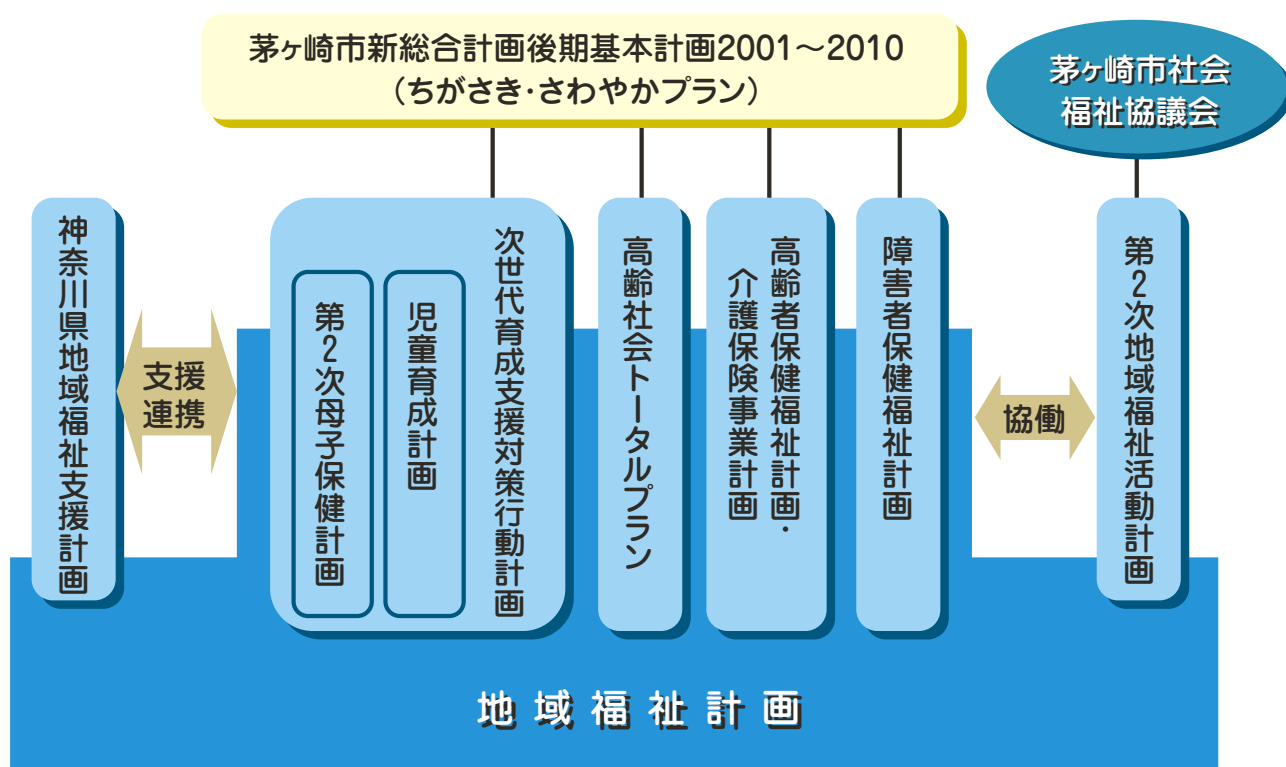 茅ヶ崎市新総合計画後期基本計画2001～2010
（ちがさき・さわやかプラン）
茅ヶ崎市社会
福祉協議会
神奈川県地域福祉支援計画
支援
連携
次世代育成支援対策行動計画
児童育成計画
第2次母子保健計画
高齢社会トータルプラン
高齢者保健福祉計画・
介護保険事業計画
障害者保健福祉計画
協働
第2次地域福祉活動計画
地域福祉計画